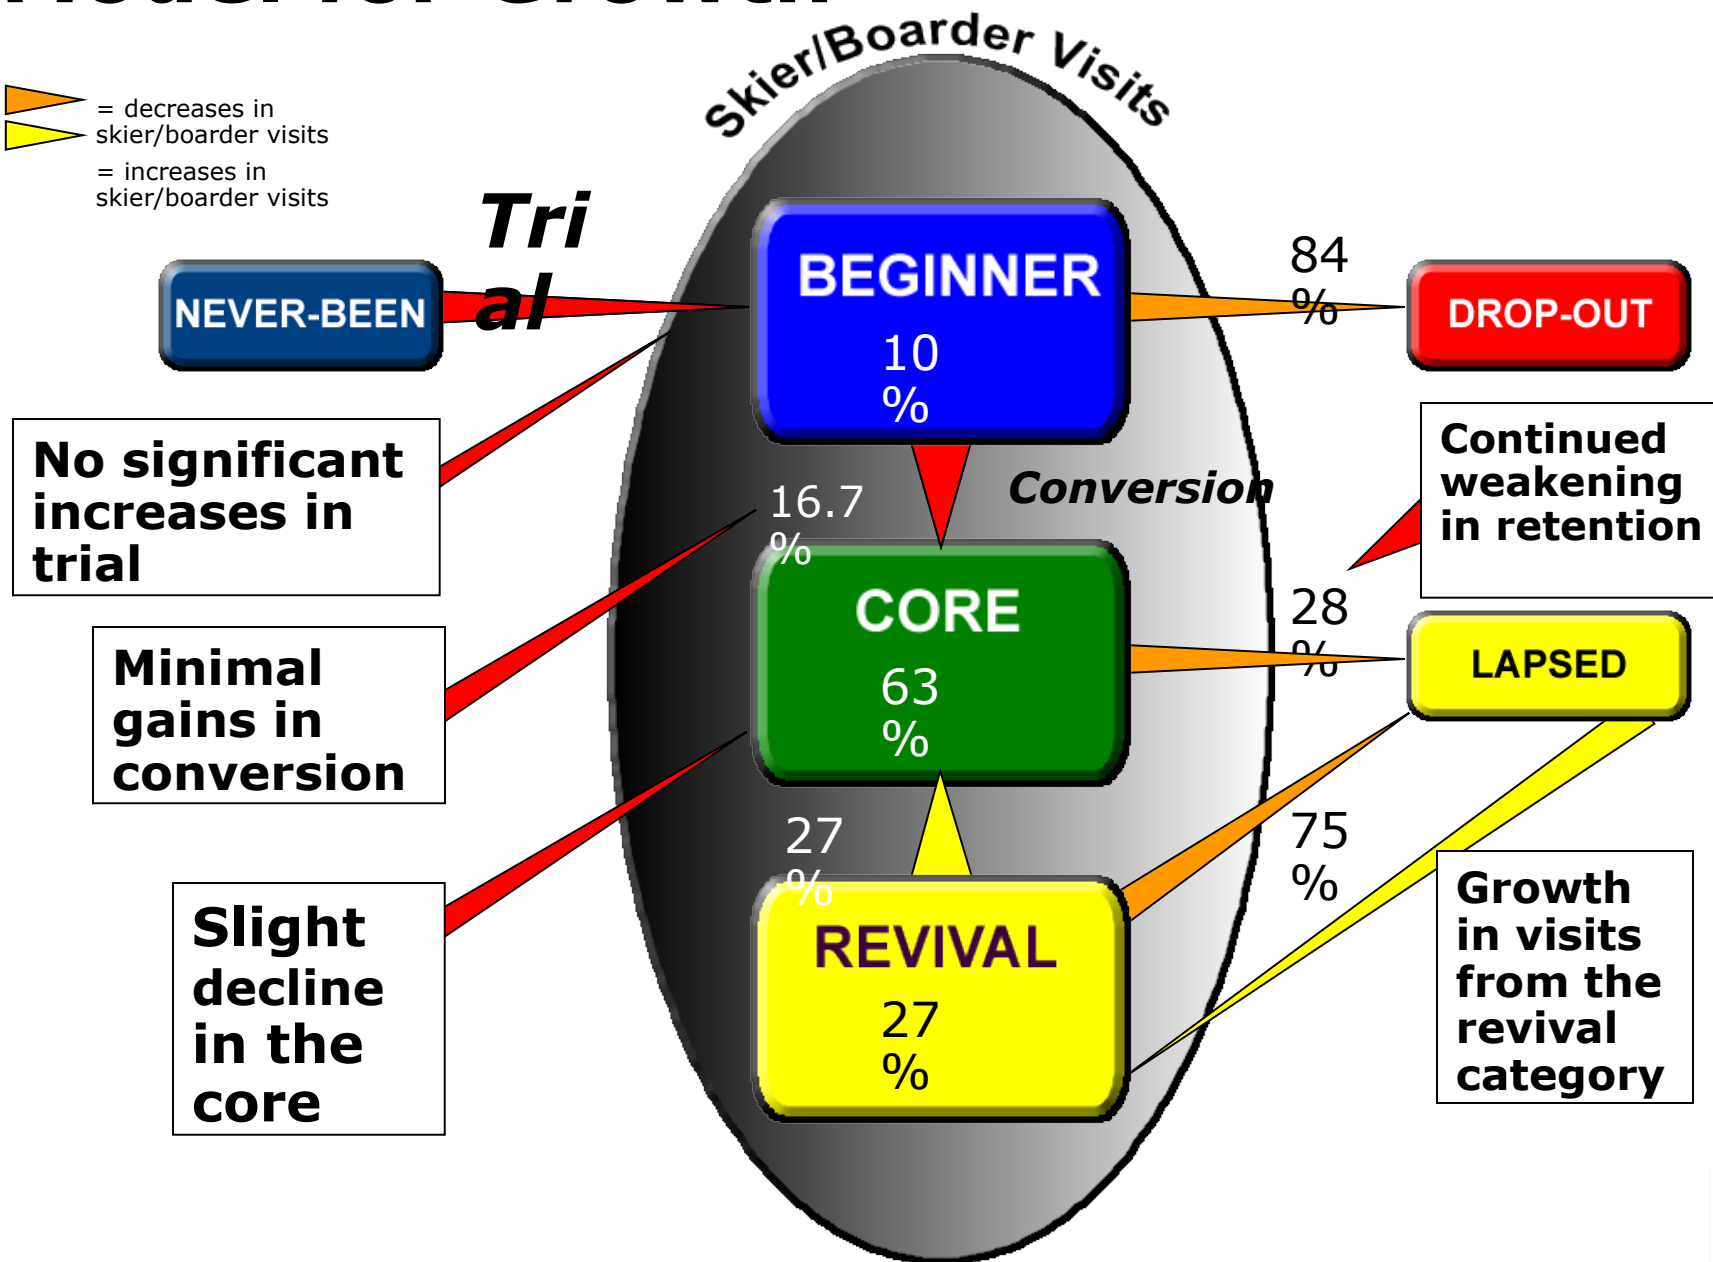 Model for Growth
Skier/Boarder Visits
= decreases in
skier/boarder visits
= increases in
skier/boarder visits
Tri
al
NEVER-BEEN
BEGINNER
10
%
84
%
DROP-OUT
No significant
increases in
trial
Conversion
16.7
%
Continued
weakening
in retention
Minimal
gains in
conversion
CORE
63
%
28
%
LAPSED
27
%
75
%
Slight
decline
in the
core
REVIVAL
27
%
Growth
in visits
from the
revival
category